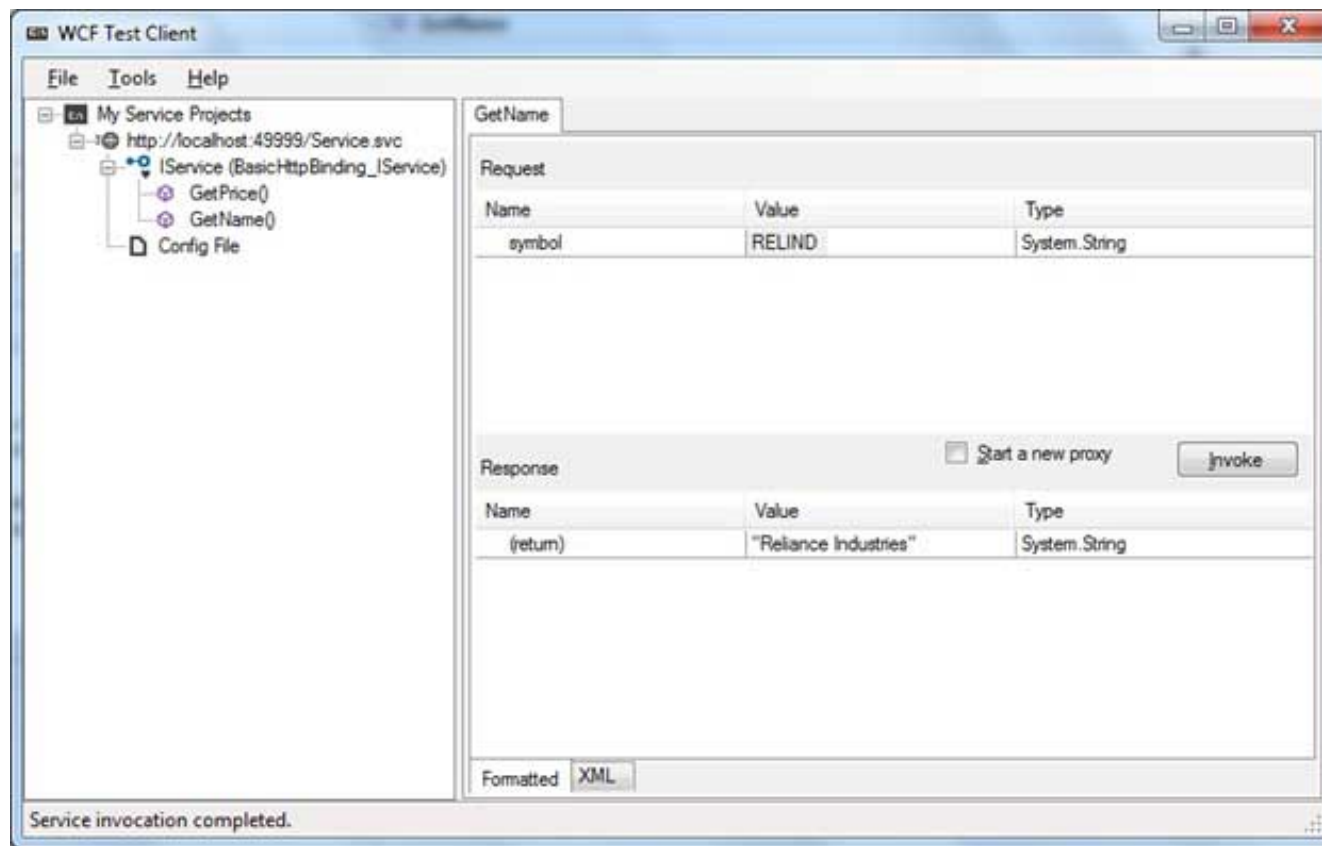 WCF Test Client
File Tools Help
My Service Projects
http://localhost:49999/Service.svc
IService (BasicHttpBinding_IService)
GetPrice()
GetName()
Config File
GetName
Request
Name Value Type
symbol RELIND System.String
Response Start a new proxy Invoke
Name Value Type
(return) "Reliance Industries" System.String
Formatted XML
Service invocation completed.